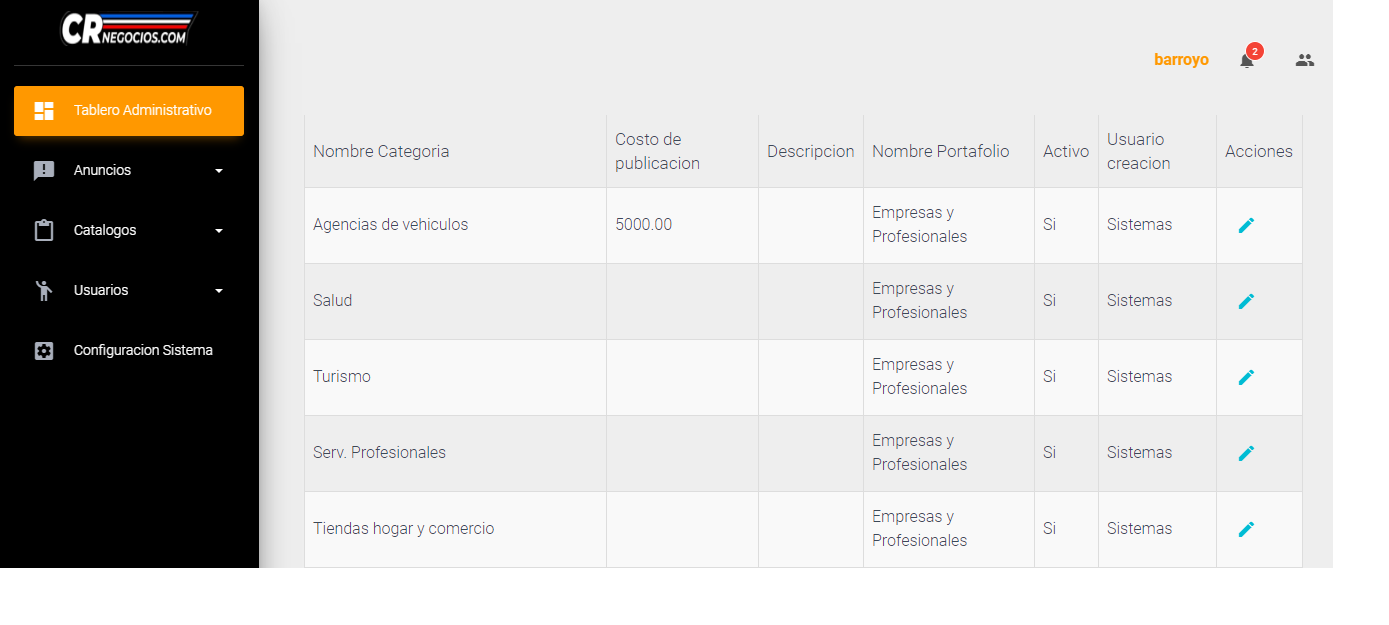 CR
NEGOCIOS.COM
Tablero Administrativo
Anuncios
Catalogos
Usuarios
Configuracion Sistema
barroyo
2
Nombre Categoria
Costo de
publicacion
Descripcion
Nombre Portafolio
Activo
Usuario
creacion
Acciones
Agencias de vehiculos
5000.00
Empresas y
Profesionales
Si
Sistemas
Salud
Empresas y
Profesionales
Si
Sistemas
Turismo
Empresas y
Profesionales
Si
Sistemas
Serv. Profesionales
Empresas y
Profesionales
Si
Sistemas
Tiendas hogar y comercio
Empresas y
Profesionales
Si
Sistemas